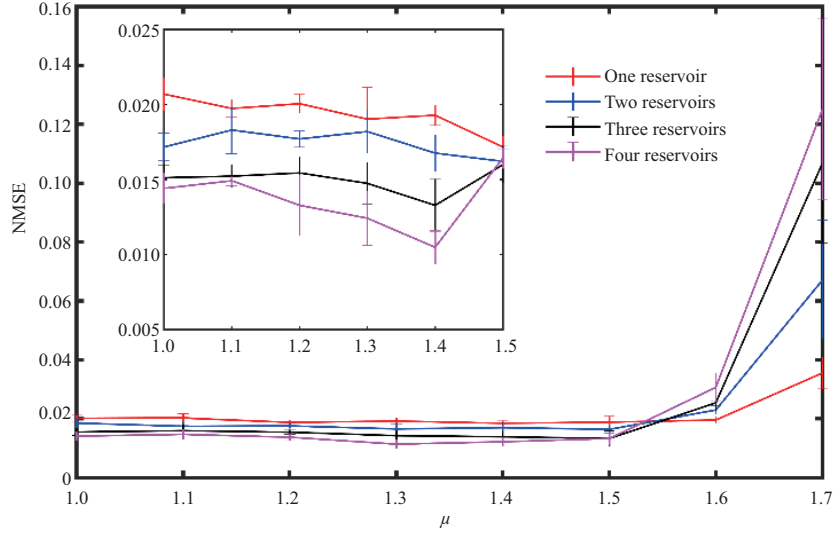 0.16
0.14
0.12
0.10
0.08
0.06
0.04
0.02
0
NMSE
1.0 1.1 1.2 1.3 1.4 1.5 1.6 1.7
μ
0.025
0.020
0.015
0.010
0.005
1.0 1.1 1.2 1.3 1.4 1.5
One reservoir
Two reservoirs
Three reservoirs
Four reservoirs